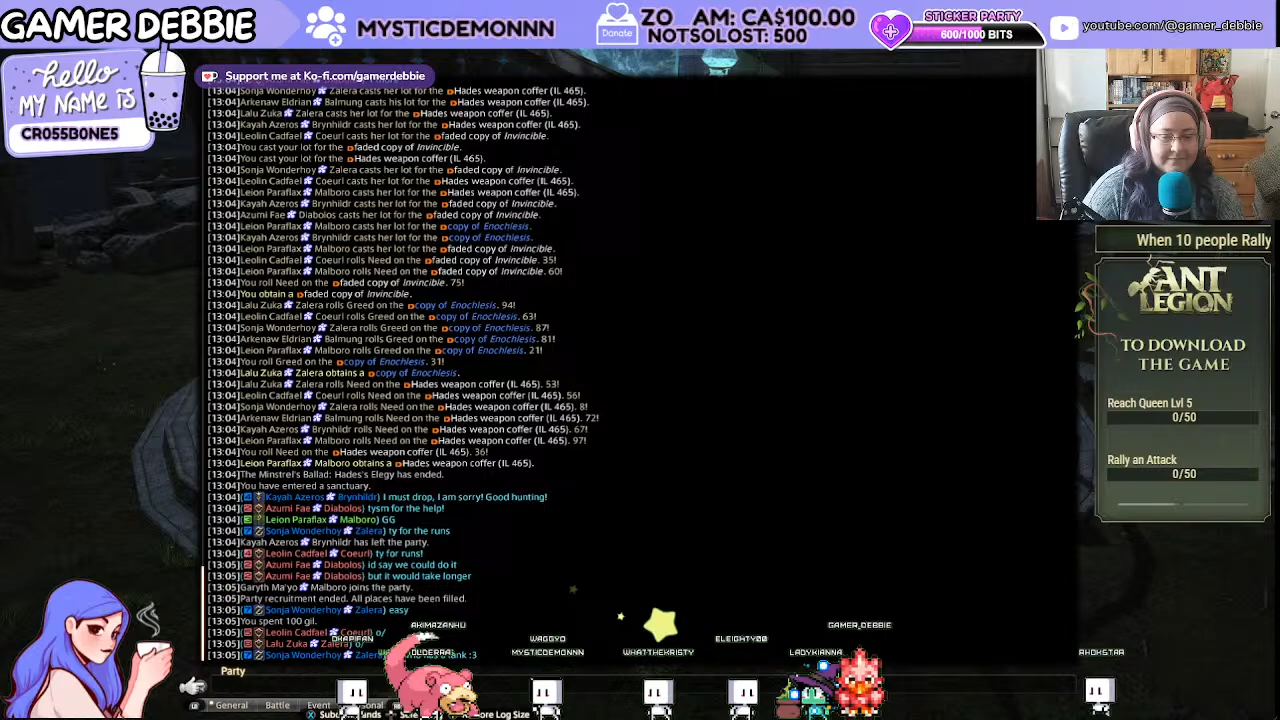 GAMER DEBBIE
MYSTICDEMONNN
Donate
ZO AM: CA$100.00
NOTSOLOST: 500
STICKER PARTY
600/1000 BITS
youtube.com/@gamer_debbie
hello
MY NAME IS
CR055B0NE5
Support me at Ko-fi.com/gamerdebbie
[13:04]Sonja Wonderhoy Zalera casts her lot for the Hades weapon coffer (IL 465).
[13:04]Arkenaw Eldrian Balmung casts his lot for the Hades weapon coffer (IL 465).
[13:04]Lalu Zuka Zalera casts her lot for the Hades weapon coffer (IL 465).
[13:04]Kayah Azeros Brynhildr casts her lot for the Hades weapon coffer (IL 465).
[13:04]Leolin Cadfael Coeurl casts her lot for the faded copy of Invincible.
[13:04]You cast your lot for the faded copy of Invincible.
[13:04]You cast your lot for the Hades weapon coffer (IL 465).
[13:04]Sonja Wonderhoy Zalera casts her lot for the faded copy of Invincible.
[13:04]Leolin Cadfael Coeurl casts her lot for the Hades weapon coffer (IL 465).
[13:04]Leion Paraflax Malboro casts her lot for the Hades weapon coffer (IL 465).
[13:04]Kayah Azeros Brynhildr casts her lot for the faded copy of Invincible.
[13:04]Azumi Fae Diabolos casts her lot for the faded copy of Invincible.
[13:04]Leion Paraflax Malboro casts her lot for the copy of Enochlesis.
[13:04]Kayah Azeros Brynhildr casts her lot for the copy of Enochlesis.
[13:04]Leion Paraflax Malboro casts her lot for the faded copy of Invincible.
[13:04]Leolin Cadfael Coeurl rolls Need on the faded copy of Invincible. 35!
[13:04]Leion Paraflax Malboro rolls Need on the faded copy of Invincible. 60!
[13:04]You roll Need on the faded copy of Invincible. 75!
[13:04]You obtain a faded copy of Invincible.
[13:04]Lalu Zuka Zalera rolls Greed on the copy of Enochlesis. 94!
[13:04]Leolin Cadfael Coeurl rolls Greed on the copy of Enochlesis. 63!
[13:04]Sonja Wonderhoy Zalera rolls Greed on the copy of Enochlesis. 87!
[13:04]Arkenaw Eldrian Balmung rolls Greed on the copy of Enochlesis. 81!
[13:04]Leion Paraflax Malboro rolls Greed on the copy of Enochlesis. 21!
[13:04]You roll Greed on the copy of Enochlesis. 31!
[13:04]Lalu Zuka Zalera obtains a copy of Enochlesis.
[13:04]Lalu Zuka Zalera rolls Need on the Hades weapon coffer (IL 465). 53!
[13:04]Leolin Cadfael Coeurl rolls Need on the Hades weapon coffer (IL 465). 56!
[13:04]Sonja Wonderhoy Zalera rolls Need on the Hades weapon coffer (IL 465). 8!
[13:04]Arkenaw Eldrian Balmung rolls Need on the Hades weapon coffer (IL 465). 72!
[13:04]Kayah Azeros Brynhildr rolls Need on the Hades weapon coffer (IL 465). 67!
[13:04]Leion Paraflax Malboro rolls Need on the Hades weapon coffer (IL 465). 97!
[13:04]You roll Need on the Hades weapon coffer (IL 465). 36!
[13:04]Leion Paraflax Malboro obtains a Hades weapon coffer (IL 465).
[13:04]The Minstrel's Ballad: Hades's Elegy has ended.
[13:04]You have entered a sanctuary.
[13:04](Kayah Azeros Brynhildr) I must drop, I am sorry! Good hunting!
[13:04](Azumi Fae Diabolos) tysm for the help!
[13:04](Leion Paraflax Malboro) GG
[13:04](Sonja Wonderhoy Zalera) ty for the runs
[13:04]Kayah Azeros Brynhildr has left the party.
[13:04](Leolin Cadfael Coeurl) ty for runs!
[13:05](Azumi Fae Diabolos) id say we could do it
[13:05](Azumi Fae Diabolos) but it would take longer
[13:05]Garyth Ma'yo Malboro joins the party.
[13:05]Party recruitment ended. All places have been filled.
[13:05](Sonja Wonderhoy Zalera) easy
[13:05]You spent 100 gil.
[13:05](Leolin Cadfael Coeurl) o/
[13:05](Lalu Zuka Zalera) o/
[13:05](Sonja Wonderhoy Zalera tank :3
Party
General Battle Event
When 10 people Rally
ANT
LEGION
TO DOWNLOAD
THE GAME
Reach Queen Lvl 5
0/50
Rally an Attack
0/50
AKIMAZANKU
WAGGYO
MYSTICDEMONNN
WHATTHEKRISTY
ELEIGHTY00
LADYKIANNA
GAMER_DEBBIE